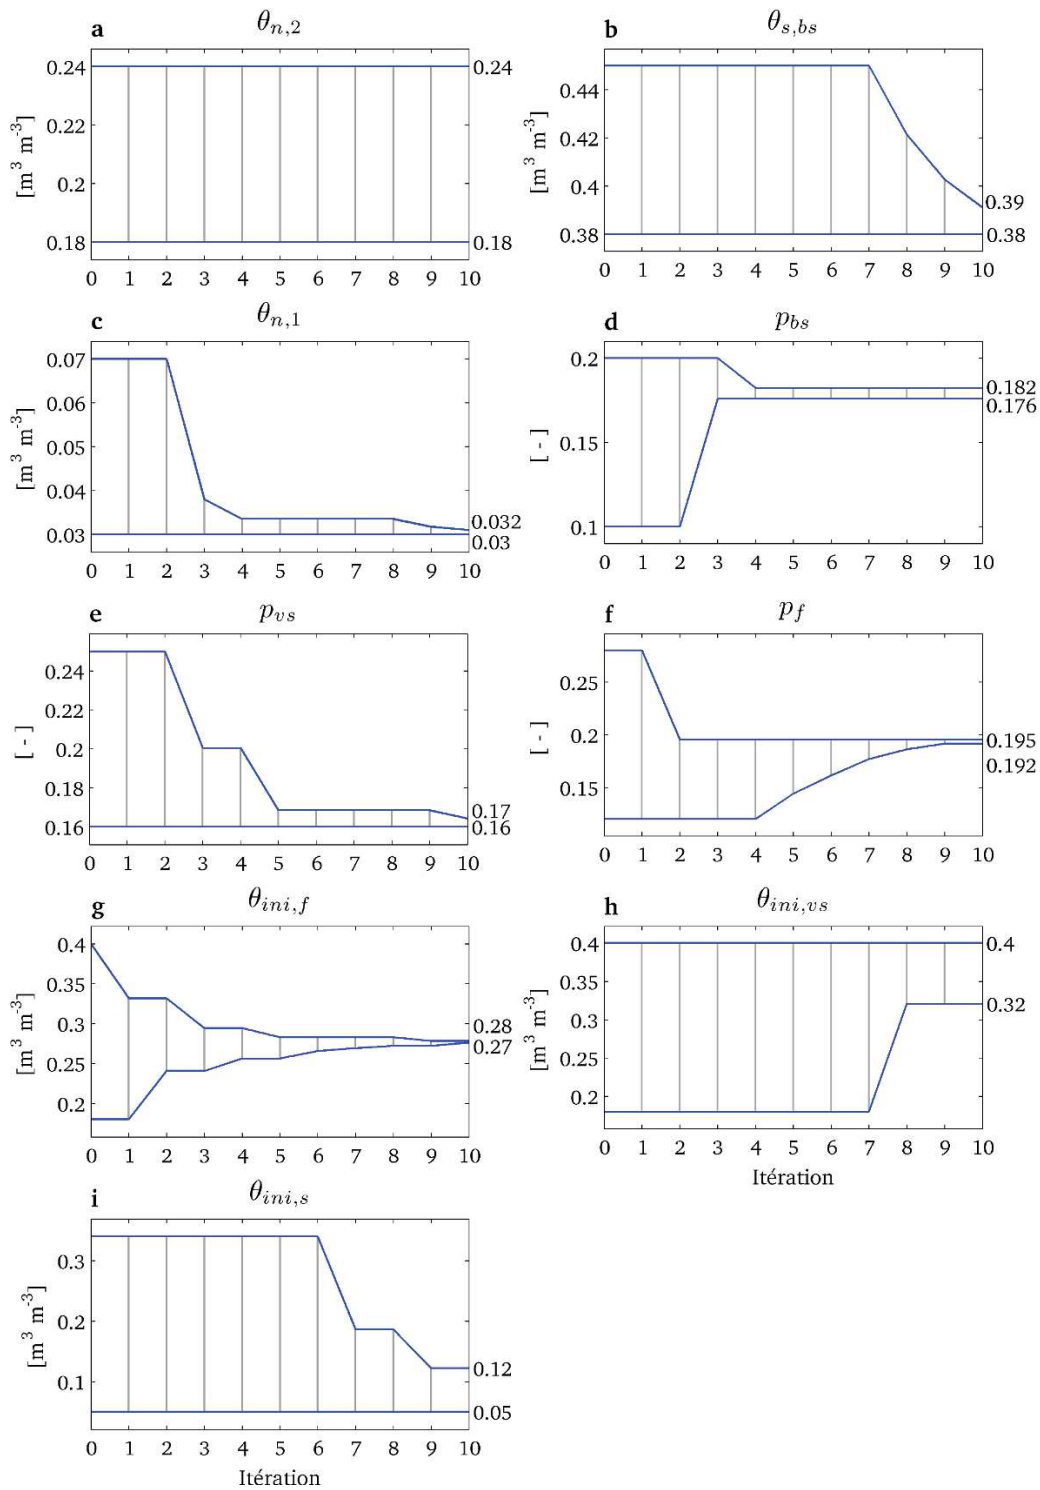 a θn,2
[m³ m⁻³]
0.24
0.22
0.2
0.18
0.24
0.18
0 1 2 3 4 5 6 7 8 9 10
b θs,bs
[m³ m⁻³]
0.44
0.42
0.4
0.38
0.39
0.38
0 1 2 3 4 5 6 7 8 9 10
c θn,1
[m³ m⁻³]
0.07
0.06
0.05
0.04
0.03
0.032
0.03
0 1 2 3 4 5 6 7 8 9 10
d pbs
[ - ]
0.2
0.15
0.1
0.182
0.176
0 1 2 3 4 5 6 7 8 9 10
e pvs
[ - ]
0.24
0.22
0.2
0.18
0.16
0.17
0.16
0 1 2 3 4 5 6 7 8 9 10
f pf
[ - ]
0.25
0.2
0.15
0.195
0.192
0 1 2 3 4 5 6 7 8 9 10
g θini,f
[m³ m⁻³]
0.4
0.35
0.3
0.25
0.2
0.28
0.27
0 1 2 3 4 5 6 7 8 9 10
h θini,vs
[m³ m⁻³]
0.4
0.35
0.3
0.25
0.2
0.4
0.32
0 1 2 3 4 5 6 7 8 9 10
Itération
i θini,s
[m³ m⁻³]
0.3
0.2
0.1
0.12
0.05
0 1 2 3 4 5 6 7 8 9 10
Itération